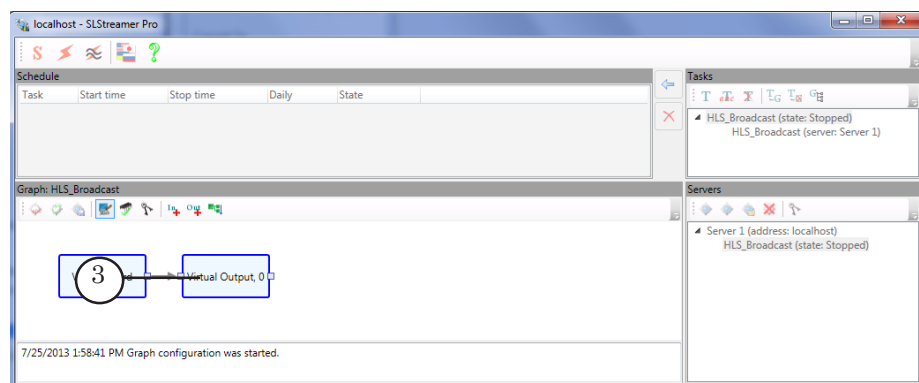 localhost - SLStreamer Pro
Schedule
Task Start time Stop time Daily State
Tasks
HLS_Broadcast (state: Stopped)
HLS_Broadcast (server: Server 1)
Graph: HLS_Broadcast
Servers
Server 1 (address: localhost)
HLS_Broadcast (state: Stopped)
3
Virtual Output, 0
7/25/2013 1:58:41 PM Graph configuration was started.